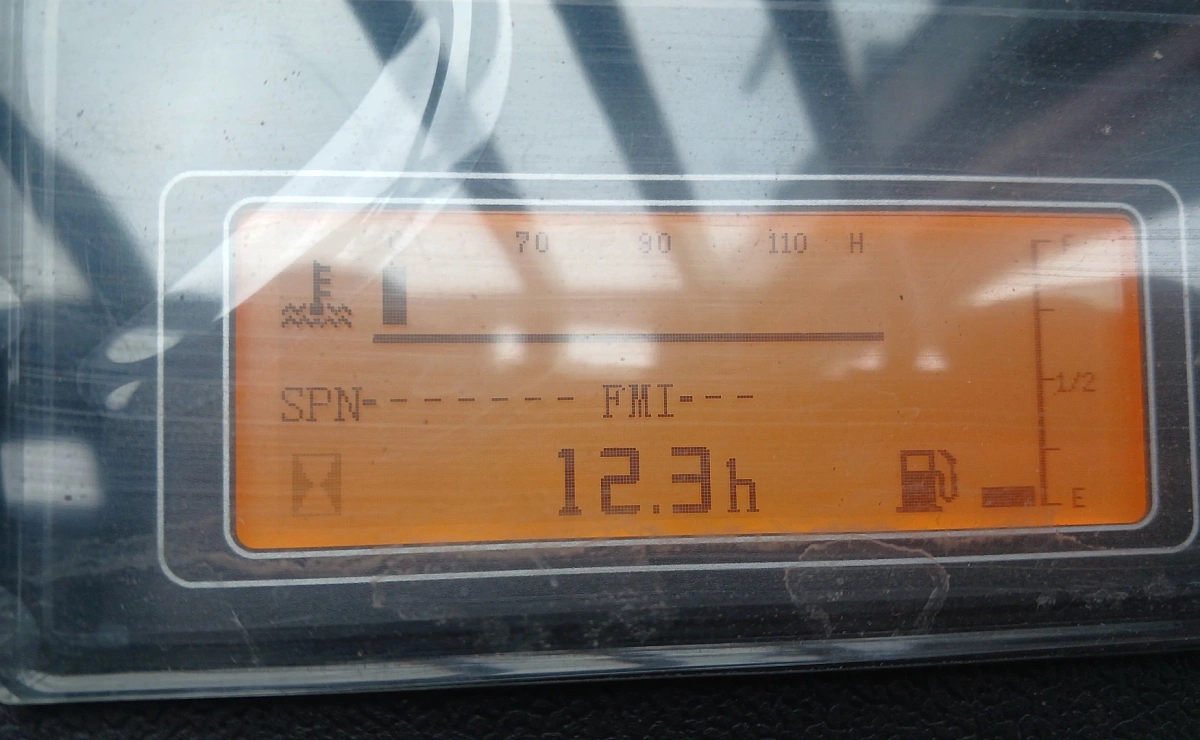 C 70 90 110 H F
1/2
SPN------- FMI---
12.3h
E